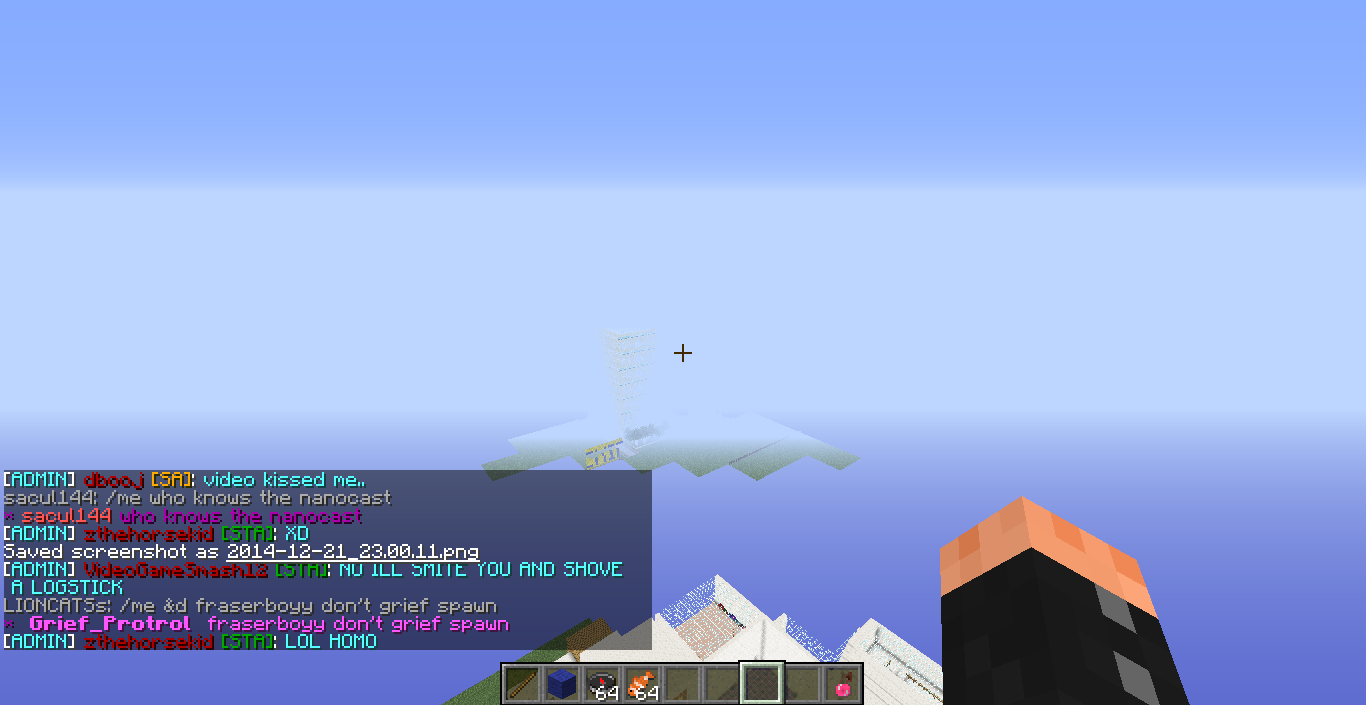 [ADMIN] dbooj [SA]: video kissed me..
sacul144: /me who knows the nanocast
* sacul144 who knows the nanocast
[ADMIN] zthehorsekid [STA]: XD
Saved screenshot as 2014-12-21_23.00.11.png
[ADMIN] VideoGameSmash12 [STA]: NU ILL SMITE YOU AND SHOVE
A LOGSTICK
LIONCATSs: /me &d fraserboyy don't grief spawn
* Grief_Protrol fraserboyy don't grief spawn
[ADMIN] zthehorsekid [STA]: LOL HOMO
64 64